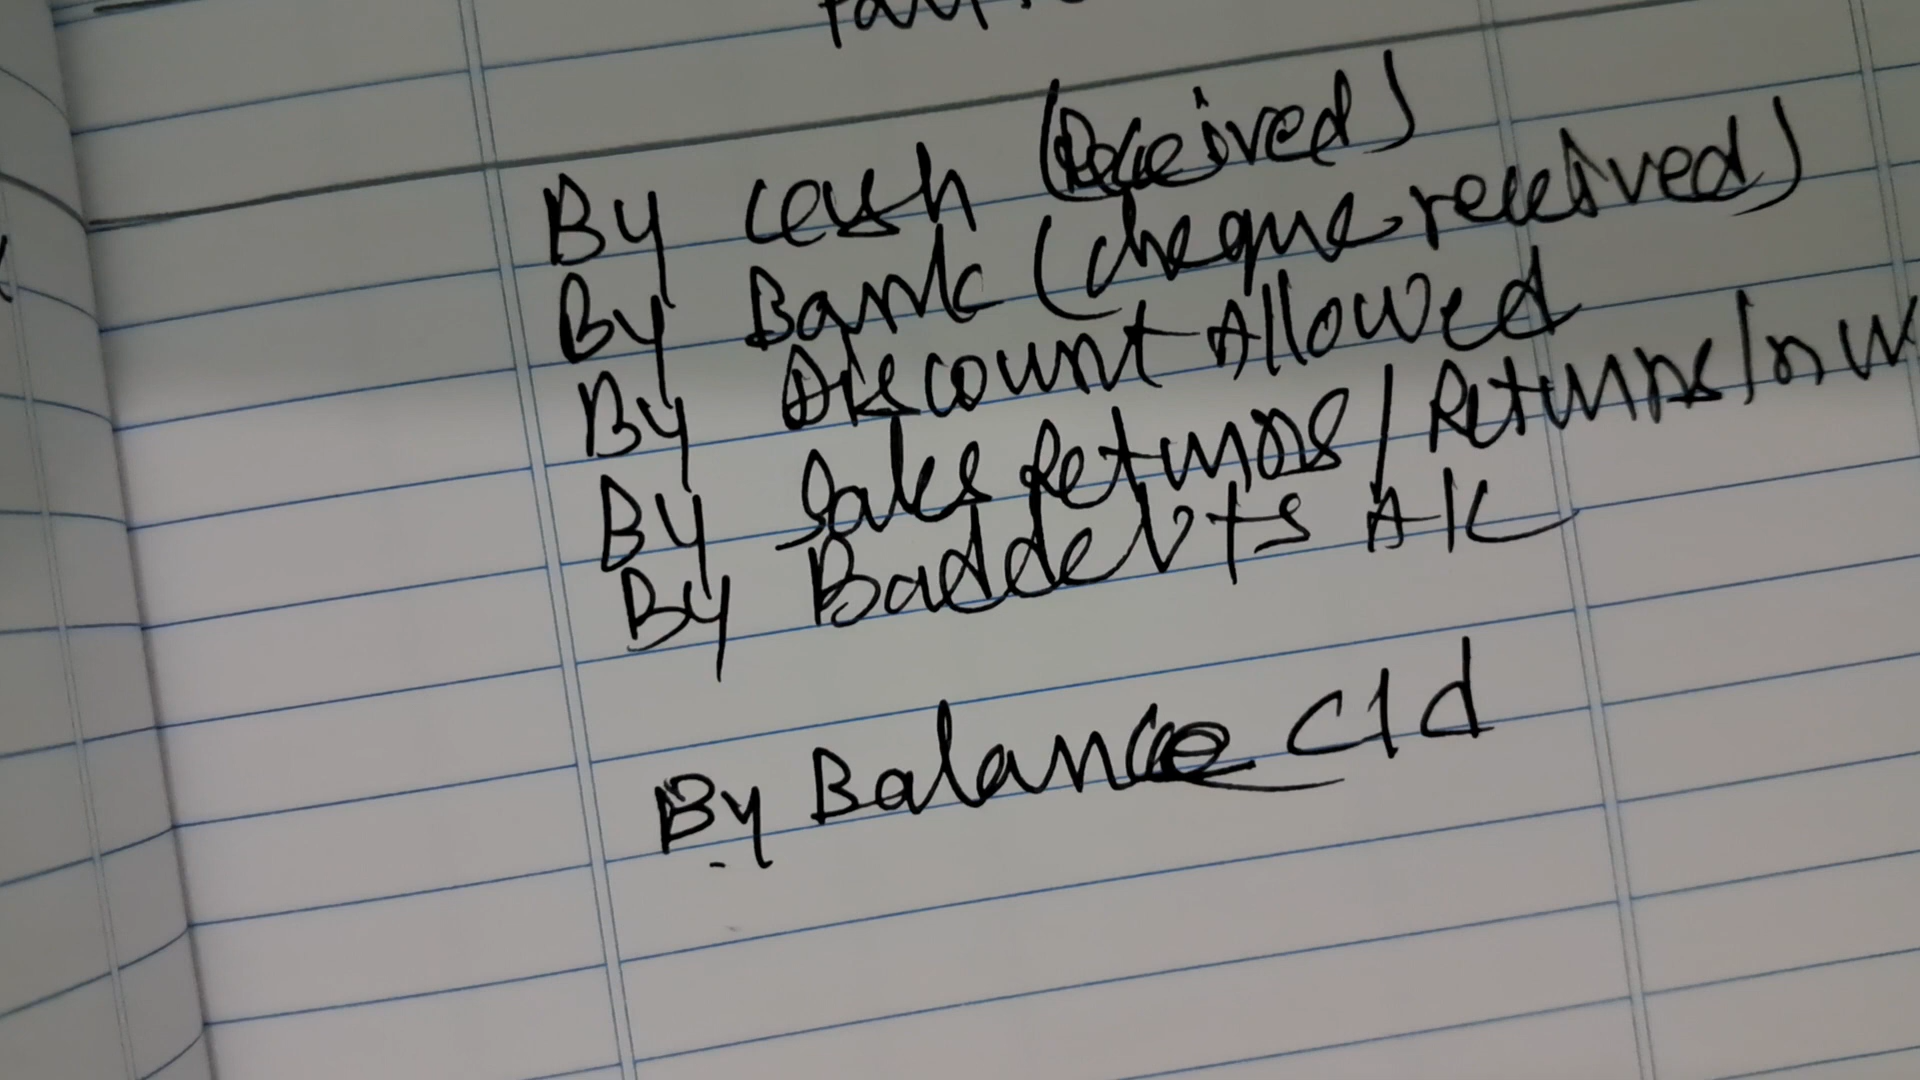 By cash (Received)
By Bank (cheque received)
By Discount Allowed
By Sales Returns / Returns Inw
By Baddebts A/c
By Balance c/d